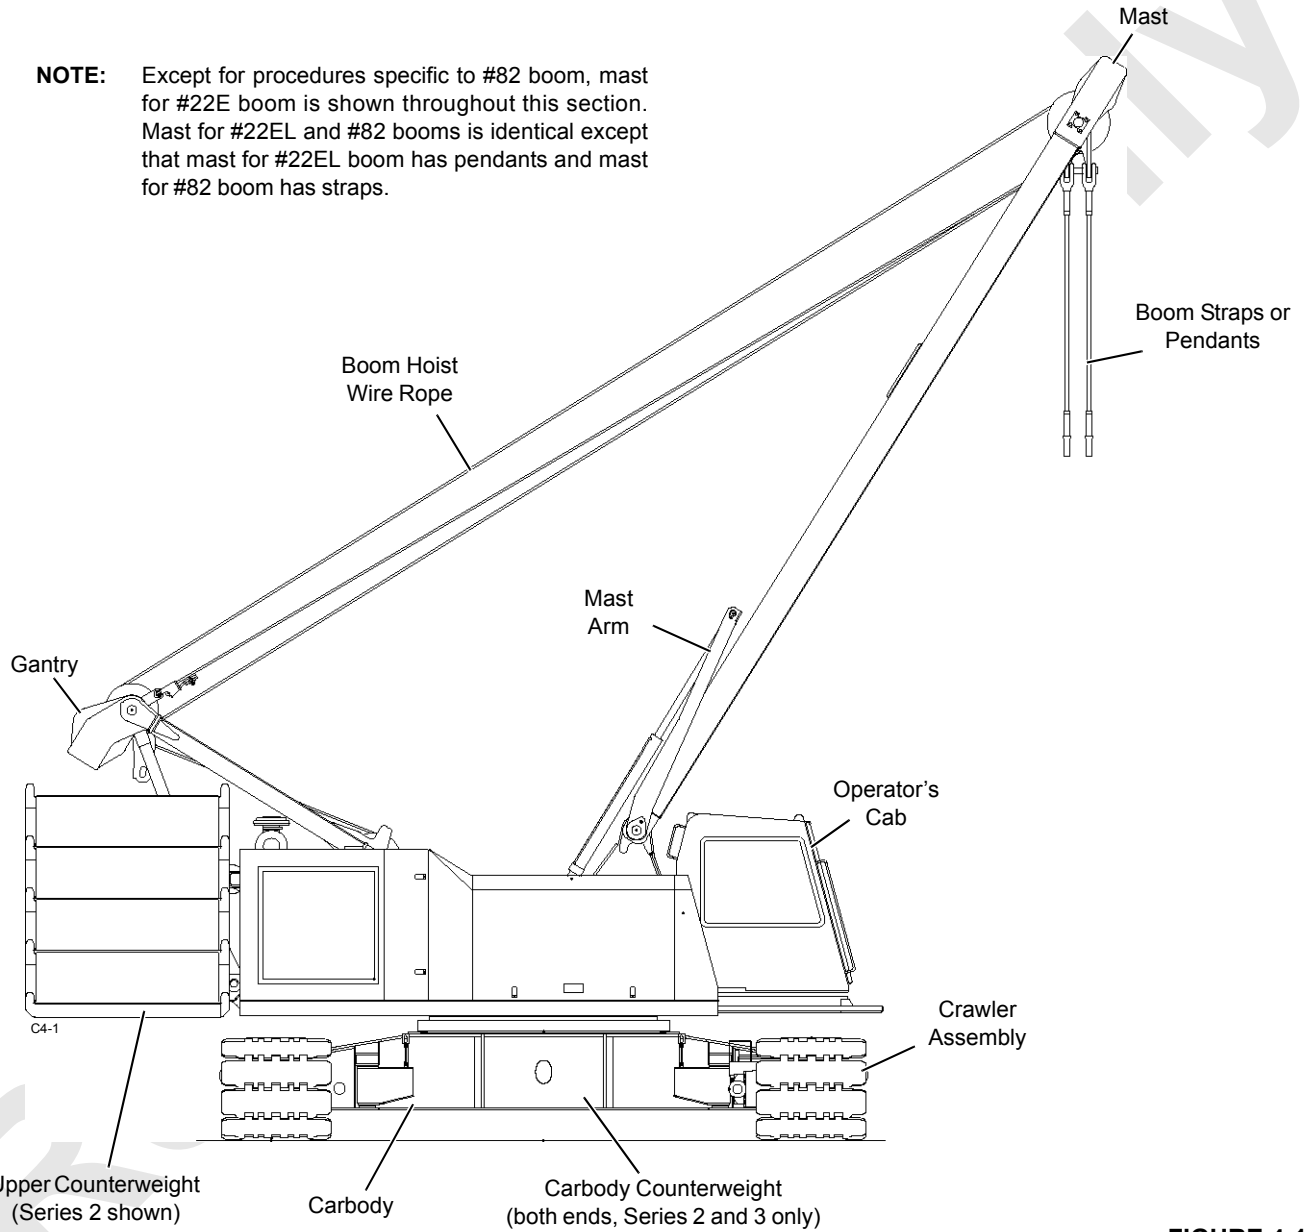 Mast
NOTE: Except for procedures specific to #82 boom, mast
for #22E boom is shown throughout this section.
Mast for #22EL and #82 booms is identical except
that mast for #22EL boom has pendants and mast
for #82 boom has straps.
Boom Straps or
Pendants
Boom Hoist
Wire Rope
Mast
Arm
Gantry
Operator’s
Cab
C4-1
Crawler
Assembly
Upper Counterweight
(Series 2 shown)
Carbody
Carbody Counterweight
(both ends, Series 2 and 3 only)